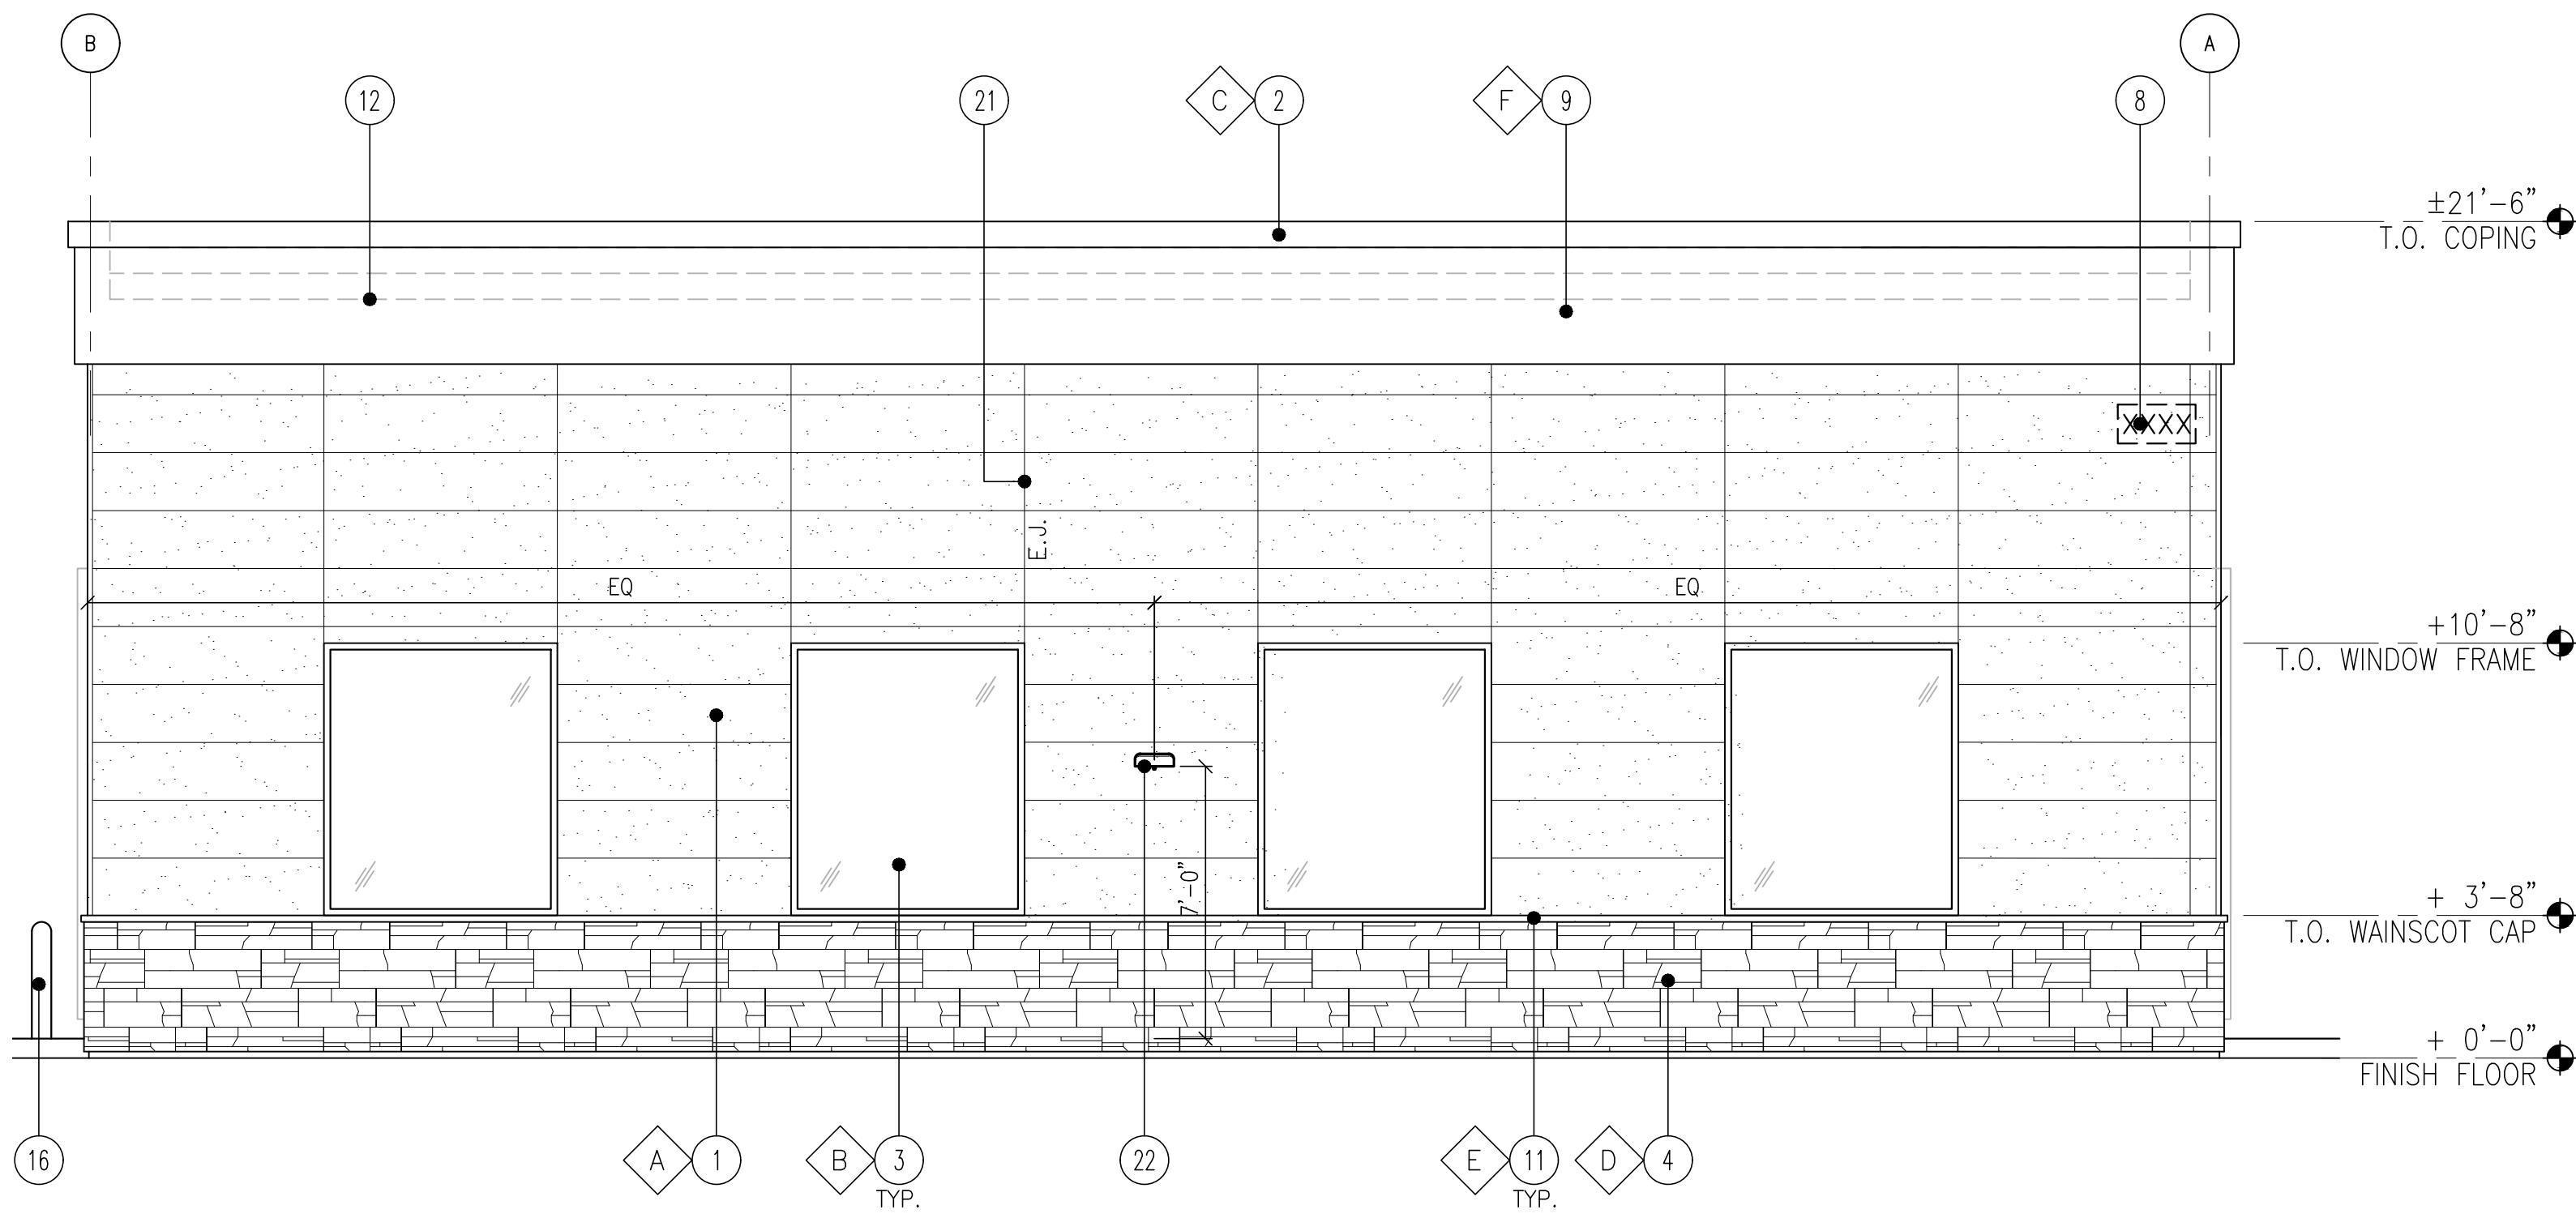 B
A
12
21
C
2
F
9
8
±21'-6"
T.O. COPING
XXXX
E.J.
EQ
EQ
+10'-8"
T.O. WINDOW FRAME
7'-0"
+ 3'-8"
T.O. WAINSCOT CAP
+ 0'-0"
FINISH FLOOR
16
A
1
B
3
TYP.
22
E
11
TYP.
D
4